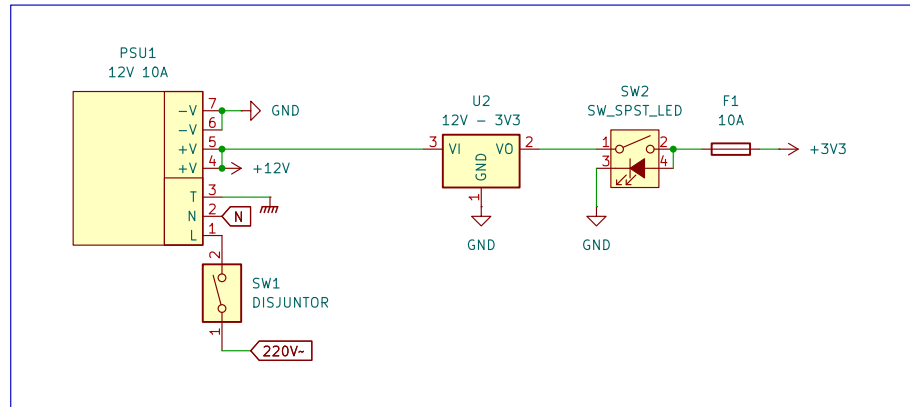 PSU1
12V 10A
-V 7
-V 6
+V 5
+V 4
T 3
N 2
L 1
GND
+12V
N
2
SW1
DISJUNTOR
1
220V~
U2
12V - 3V3
3 VI VO 2
GND
1
GND
SW2
SW_SPST_LED
1 2
3 4
GND
F1
10A
+3V3